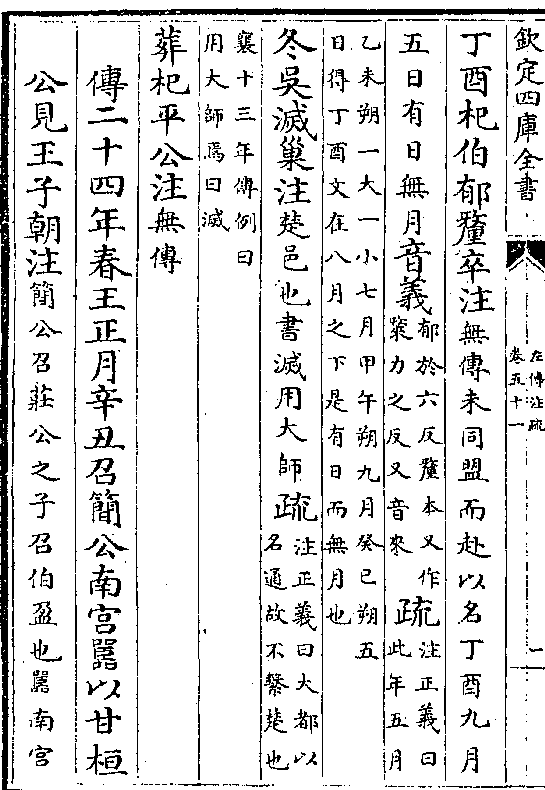 欽定四庫全書
左傳注疏
卷五十一
一
丁酉杞伯郁釐卒注無傳未同盟而赴以名丁酉九月
五日有日無月音義郁於六反釐本又作斄力之反又音來疏注正義曰此年五月
乙未朔一大一小七月甲午朔九月癸巳朔五
日得丁酉文在八月之下是有日而無月也
冬吳滅巢注楚邑也書滅用大師疏注正義曰大都以名通故不繫楚也
襄十三年傳例曰
用大師焉曰滅
葬杞平公注無傳
傳二十四年春王正月辛丑召簡公南宮嚚以甘桓
公見王子朝注簡公召莊公之子召伯盈也嚚南宮